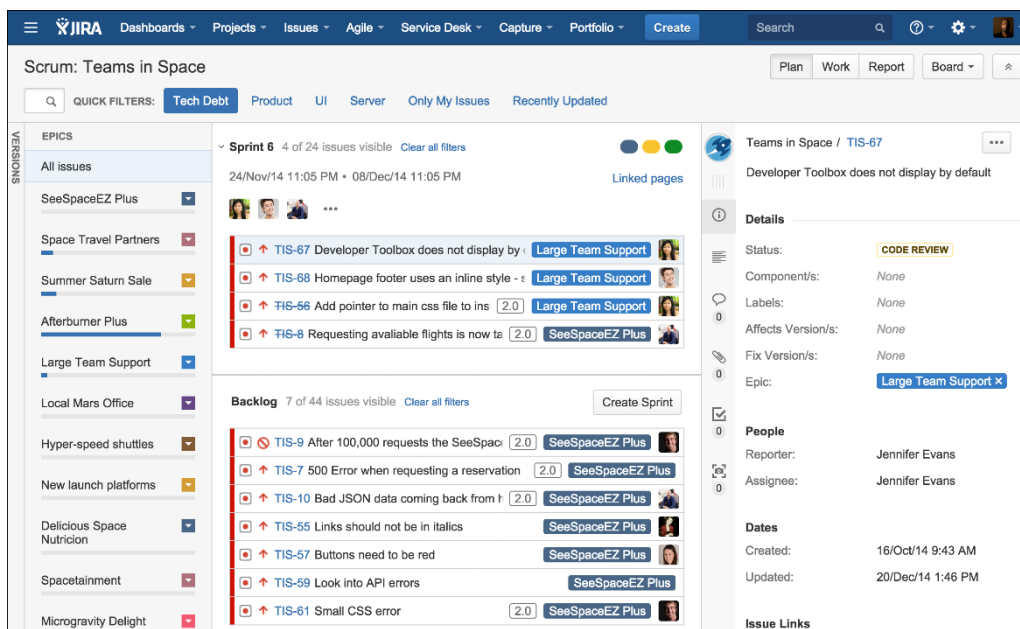 JIRA Dashboards Projects Issues Agile Service Desk Capture Portfolio Create Search
Scrum: Teams in Space
Plan Work Report Board
QUICK FILTERS: Tech Debt Product UI Server Only My Issues Recently Updated
VERSIONS
EPICS
All issues
SeeSpaceEZ Plus
Space Travel Partners
Summer Saturn Sale
Afterburner Plus
Large Team Support
Local Mars Office
Hyper-speed shuttles
New launch platforms
Delicious Space
Nutricion
Spacetainment
Microgravity Delight
Sprint 6 4 of 24 issues visible Clear all filters
24/Nov/14 11:05 PM • 08/Dec/14 11:05 PM
Linked pages
•••
TIS-67 Developer Toolbox does not display by Large Team Support
TIS-68 Homepage footer uses an inline style - Large Team Support
TIS-56 Add pointer to main css file to ins 2.0 Large Team Support
TIS-8 Requesting avaliable flights is now ta 2.0 SeeSpaceEZ Plus
Backlog 7 of 44 issues visible Clear all filters
Create Sprint
TIS-9 After 100,000 requests the SeeSpac 2.0 SeeSpaceEZ Plus
TIS-7 500 Error when requesting a reservation 2.0 SeeSpaceEZ Plus
TIS-10 Bad JSON data coming back from h 2.0 SeeSpaceEZ Plus
TIS-55 Links should not be in italics SeeSpaceEZ Plus
TIS-57 Buttons need to be red SeeSpaceEZ Plus
TIS-59 Look into API errors SeeSpaceEZ Plus
TIS-61 Small CSS error 2.0 SeeSpaceEZ Plus
0
0
0
0
Teams in Space / TIS-67
•••
Developer Toolbox does not display by default
Details
Status: CODE REVIEW
Component/s: None
Labels: None
Affects Version/s: None
Fix Version/s: None
Epic: Large Team Support ×
People
Reporter: Jennifer Evans
Assignee: Jennifer Evans
Dates
Created: 16/Oct/14 9:43 AM
Updated: 20/Dec/14 1:46 PM
Issue Links